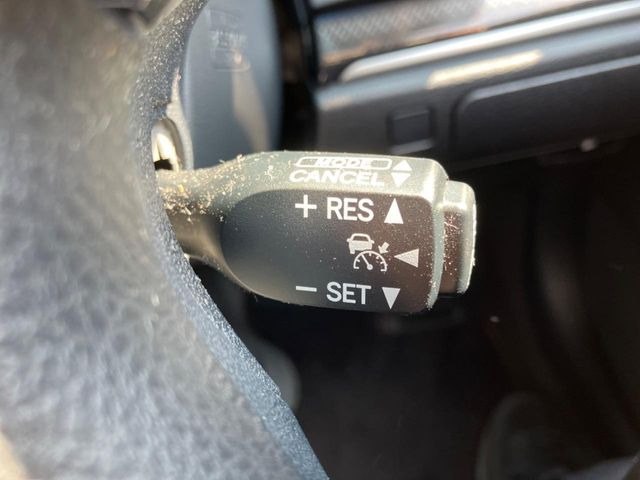 MODE
CANCEL
+ RES
− SET